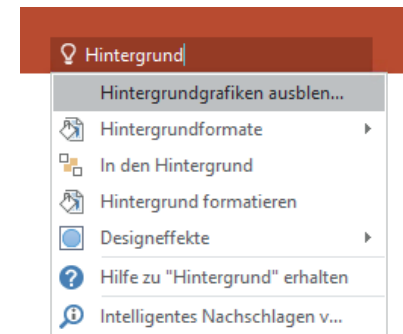 Hintergrund
Hintergrundgrafiken ausblen...
Hintergrundformate
In den Hintergrund
Hintergrund formatieren
Designeffekte
Hilfe zu "Hintergrund" erhalten
Intelligentes Nachschlagen v...